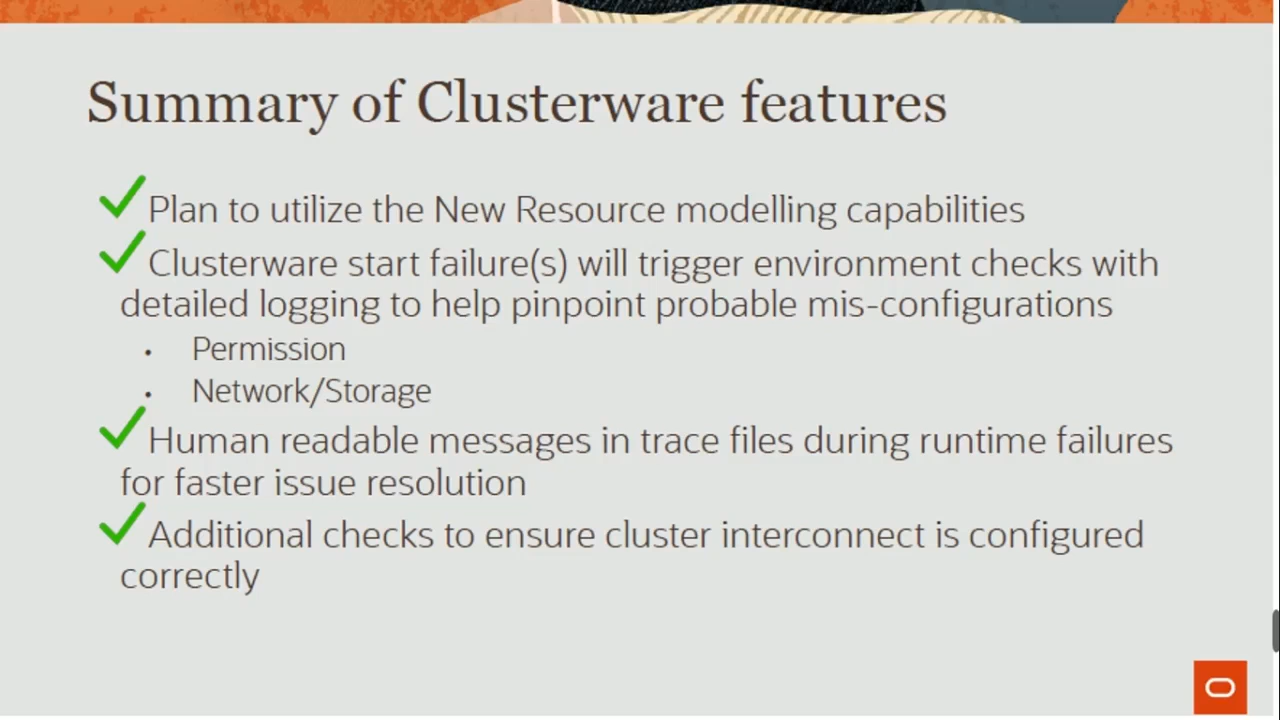 Summary of Clusterware features
Plan to utilize the New Resource modelling capabilities
Clusterware start failure(s) will trigger environment checks with
detailed logging to help pinpoint probable mis-configurations
• Permission
• Network/Storage
Human readable messages in trace files during runtime failures
for faster issue resolution
Additional checks to ensure cluster interconnect is configured
correctly